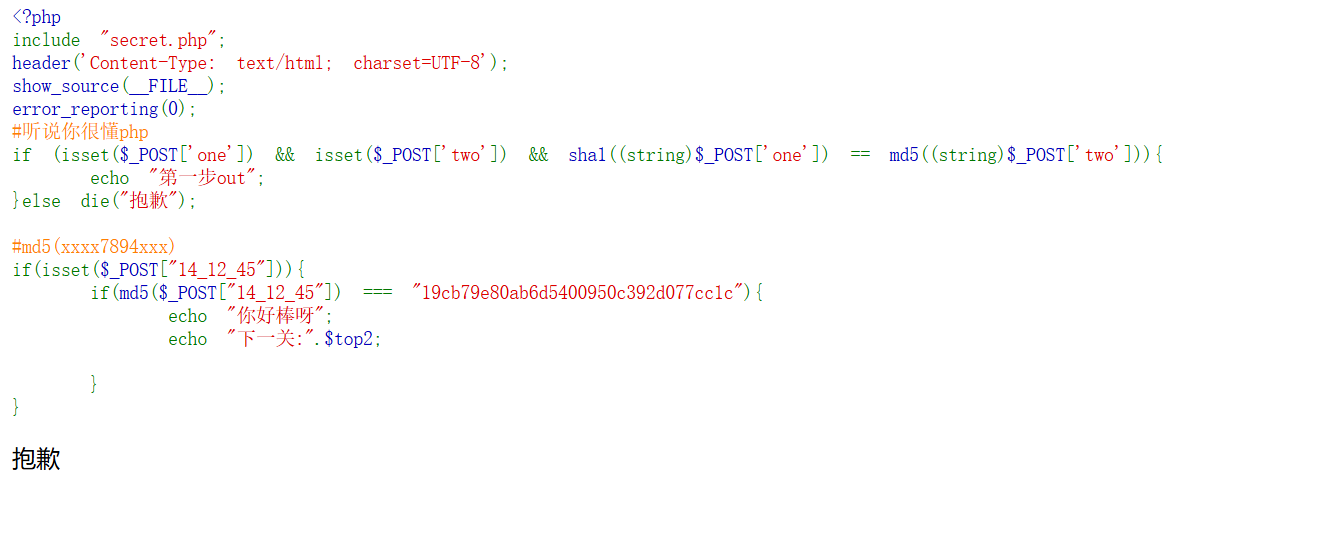 <?php
include "secret.php";
header('Content-Type: text/html; charset=UTF-8');
show_source(__FILE__);
error_reporting(0);
#听说你很懂php
if (isset($_POST['one']) && isset($_POST['two']) && sha1((string)$_POST['one']) == md5((string)$_POST['two'])){
        echo "第一步out";
}else die("抱歉");
#md5(xxxx7894xxx)
if(isset($_POST["14_12_45"])){
        if(md5($_POST["14_12_45"]) === "19cb79e80ab6d5400950c392d077cc1c"){
                echo "你好棒呀";
                echo "下一关:".$top2;
        }
}
抱歉